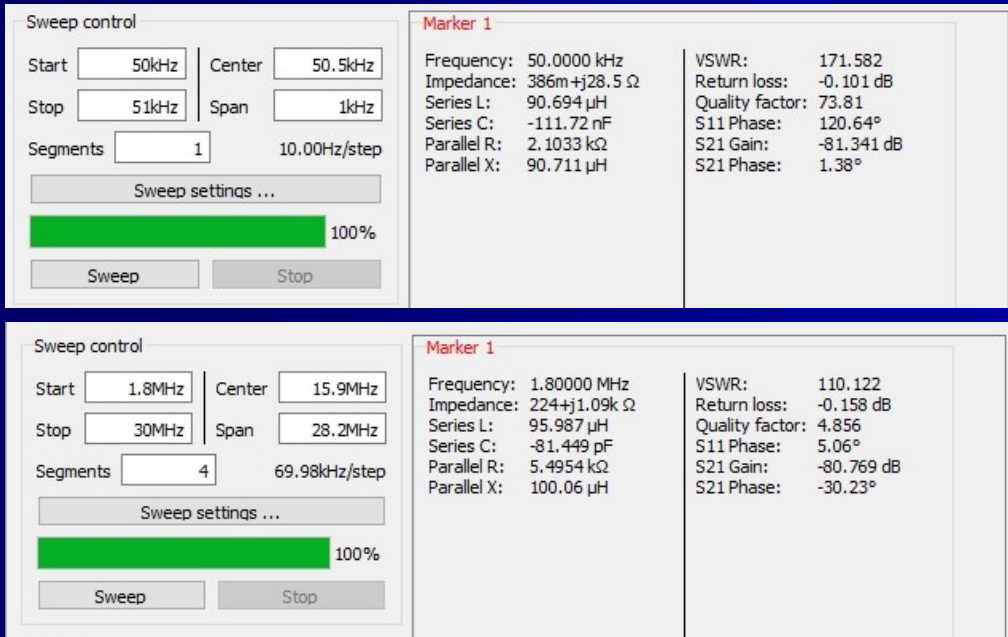 Sweep control
Start 50kHz Center 50.5kHz
Stop 51kHz Span 1kHz
Segments 1 10.00Hz/step
Sweep settings ...
100%
Sweep Stop
Marker 1
Frequency: 50.0000 kHz
Impedance: 386m+j28.5 Ω
Series L: 90.694 μH
Series C: -111.72 nF
Parallel R: 2.1033 kΩ
Parallel X: 90.711 μH
VSWR: 171.582
Return loss: -0.101 dB
Quality factor: 73.81
S11 Phase: 120.64°
S21 Gain: -81.341 dB
S21 Phase: 1.38°
Sweep control
Start 1.8MHz Center 15.9MHz
Stop 30MHz Span 28.2MHz
Segments 4 69.98kHz/step
Sweep settings ...
100%
Sweep Stop
Marker 1
Frequency: 1.80000 MHz
Impedance: 224+j1.09k Ω
Series L: 95.987 μH
Series C: -81.449 pF
Parallel R: 5.4954 kΩ
Parallel X: 100.06 μH
VSWR: 110.122
Return loss: -0.158 dB
Quality factor: 4.856
S11 Phase: 5.06°
S21 Gain: -80.769 dB
S21 Phase: -30.23°